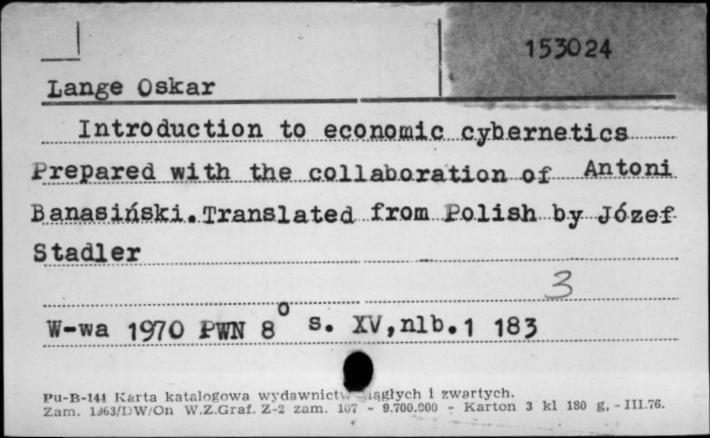 153024
Lange Oskar
Introduction to economic cybernetics
Prepared with the collaboration of Antoni
Banasiński.Translated from Polish by Józef
Stadler
3
W-wa 1970 PWN 8° s. XV,nlb.1 183
Pu-B-144 Karta katalogowa wydawnictw ciągłych i zwartych.
Zam. 1363/DW/On W.Z.Graf. Z-2 zam. 107 - 9.700.000 - Karton 3 kl 180 g, - III.76.